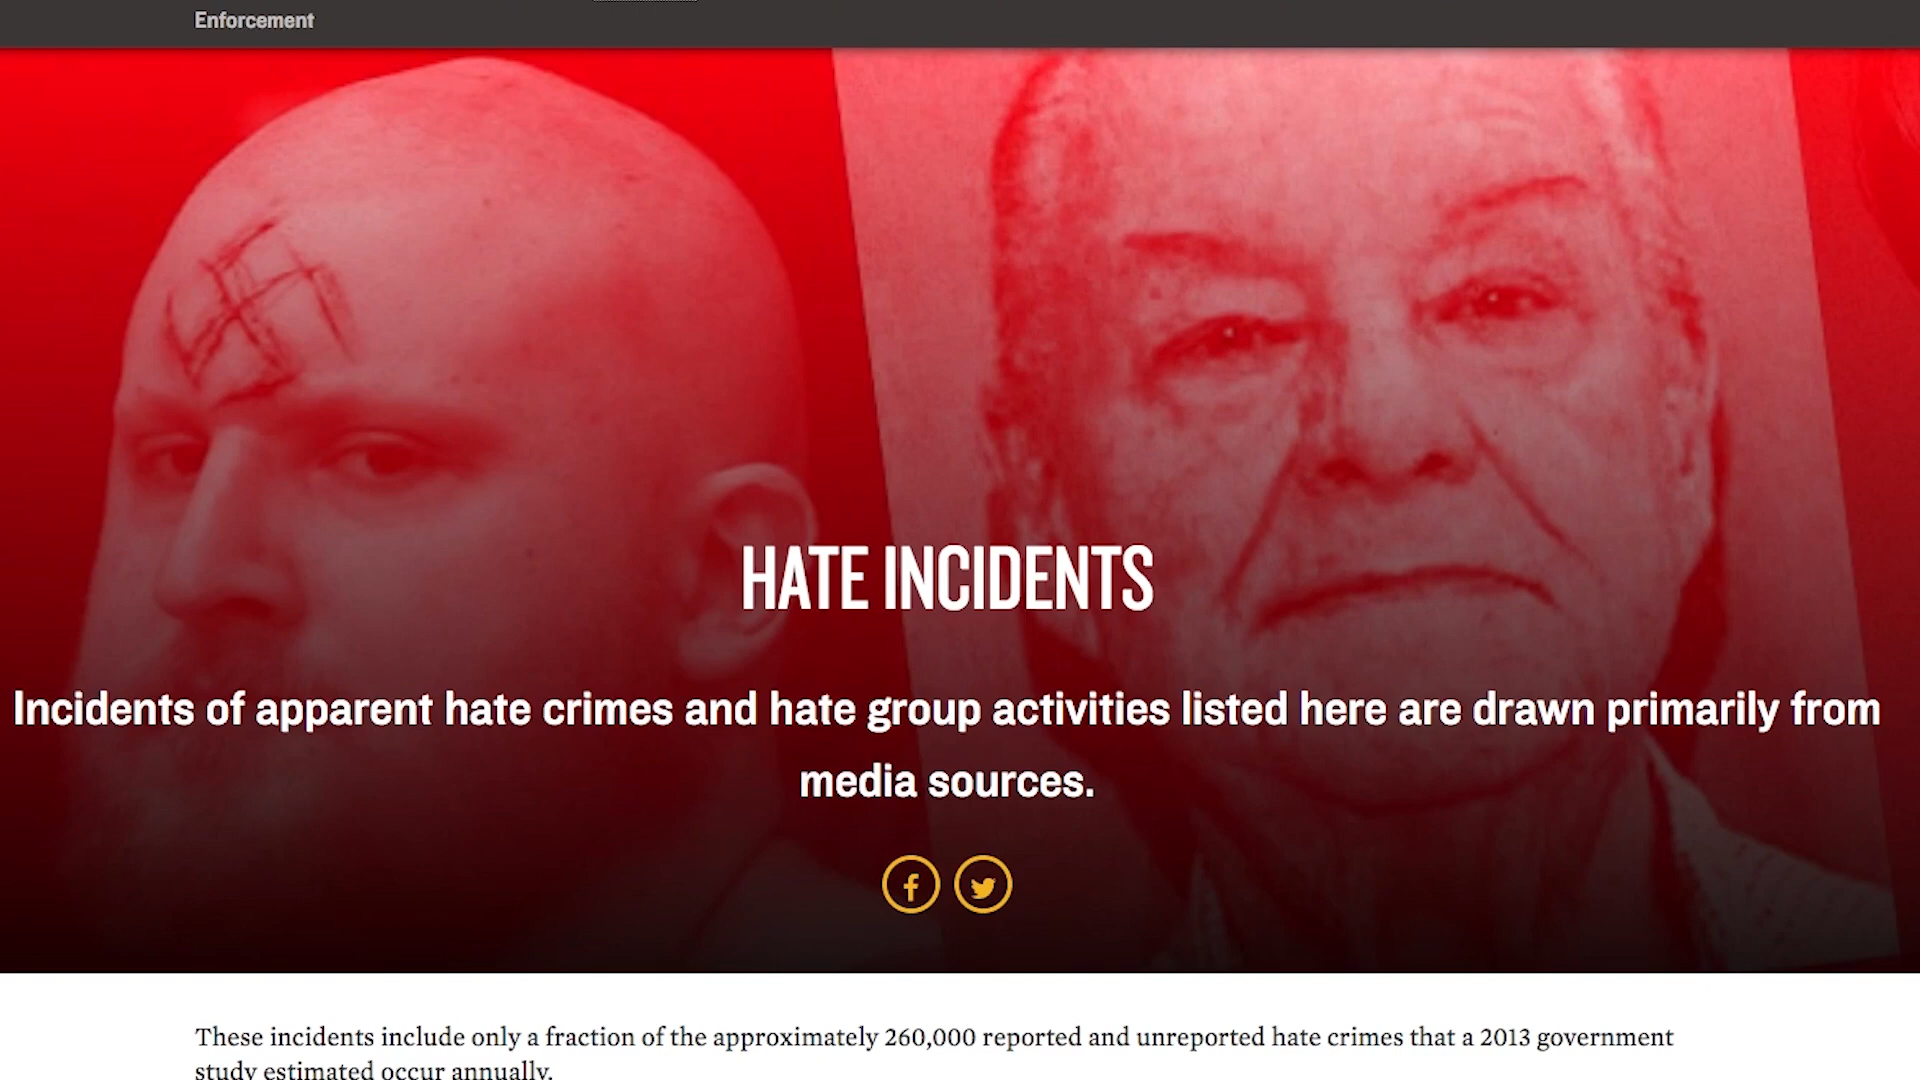 Enforcement
HATE INCIDENTS
Incidents of apparent hate crimes and hate group activities listed here are drawn primarily from
media sources.
These incidents include only a fraction of the approximately 260,000 reported and unreported hate crimes that a 2013 government
study estimated occur annually.